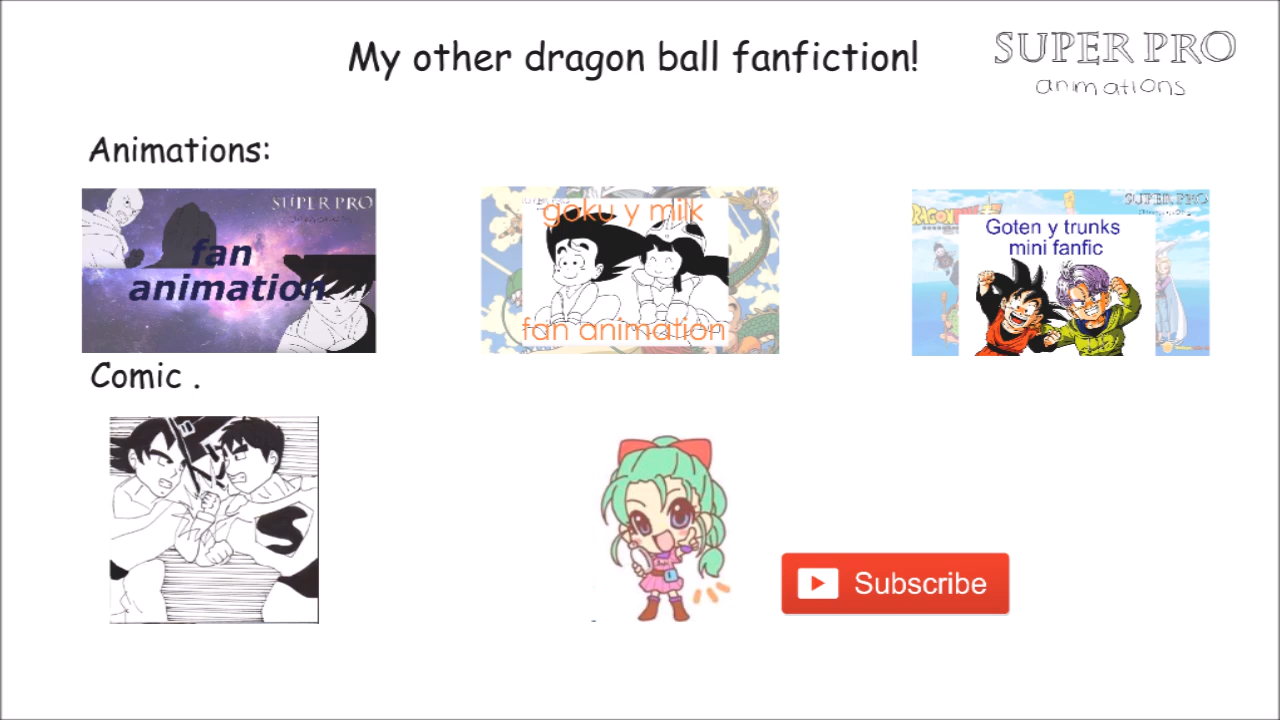 My other dragon ball fanfiction!
SUPER PRO
animations
Animations:
SUPER PRO
fan
animation
goku y milk
fan animation
SUPER PRO
Goten y trunks
mini fanfic
Comic .
Subscribe